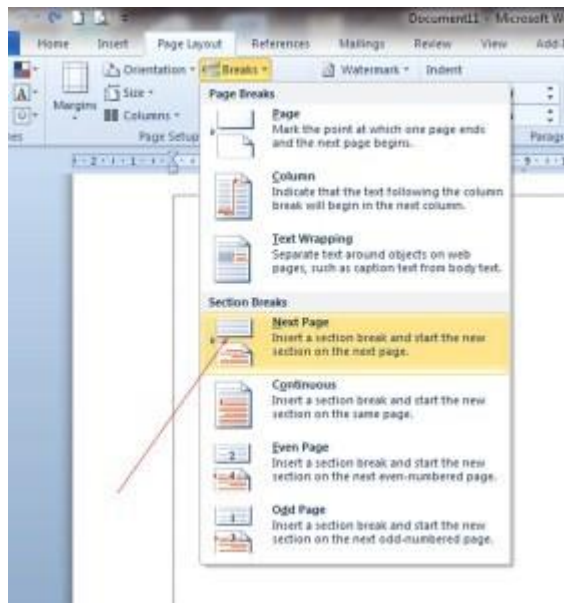 Document11 - Microsoft W
Home Insert Page Layout References Mailings Review View Add-
Orientation Breaks Watermark Indent
Size
Margins
Columns
Page Setup Paragr
Page Breaks
Page
Mark the point at which one page ends
and the next page begins.
Column
Indicate that the text following the column
break will begin in the next column.
Text Wrapping
Separate text around objects on web
pages, such as caption text from body text.
Section Breaks
Next Page
Insert a section break and start the new
section on the next page.
Continuous
Insert a section break and start the new
section on the same page.
Even Page
Insert a section break and start the new
section on the next even-numbered page.
Odd Page
Insert a section break and start the new
section on the next odd-numbered page.